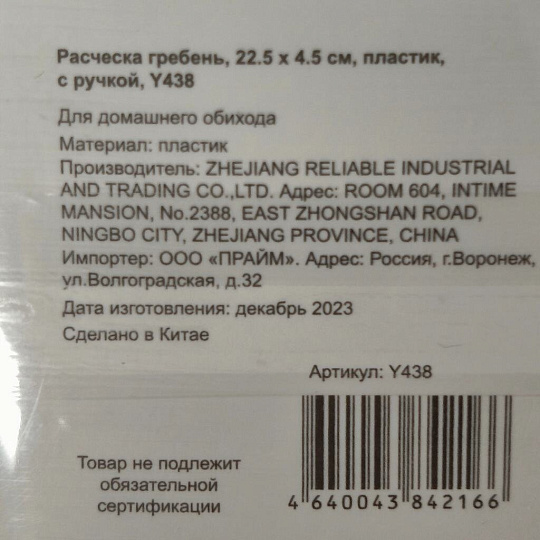 Расческа гребень, 22.5 х 4.5 см, пластик,
с ручкой, Y438
Для домашнего обихода
Материал: пластик
Производитель: ZHEJIANG RELIABLE INDUSTRIAL
AND TRADING CO.,LTD. Адрес: ROOM 604, INTIME
MANSION, No.2388, EAST ZHONGSHAN ROAD,
NINGBO CITY, ZHEJIANG PROVINCE, CHINA
Импортер: ООО «ПРАЙМ». Адрес: Россия, г.Воронеж,
ул.Волгоградская, д.32
Дата изготовления: декабрь 2023
Сделано в Китае
Артикул: Y438
Товар не подлежит
обязательной
сертификации
4 640043 842166